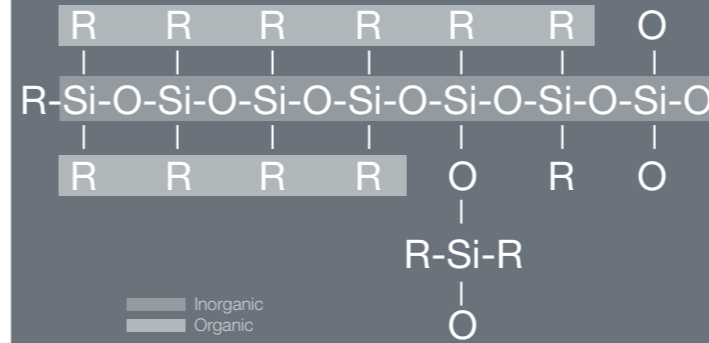 R R R R R R O
R-Si-O-Si-O-Si-O-Si-O-Si-O-Si-O-Si-O
R R R R O R O
R-Si-R
Inorganic
Organic
O